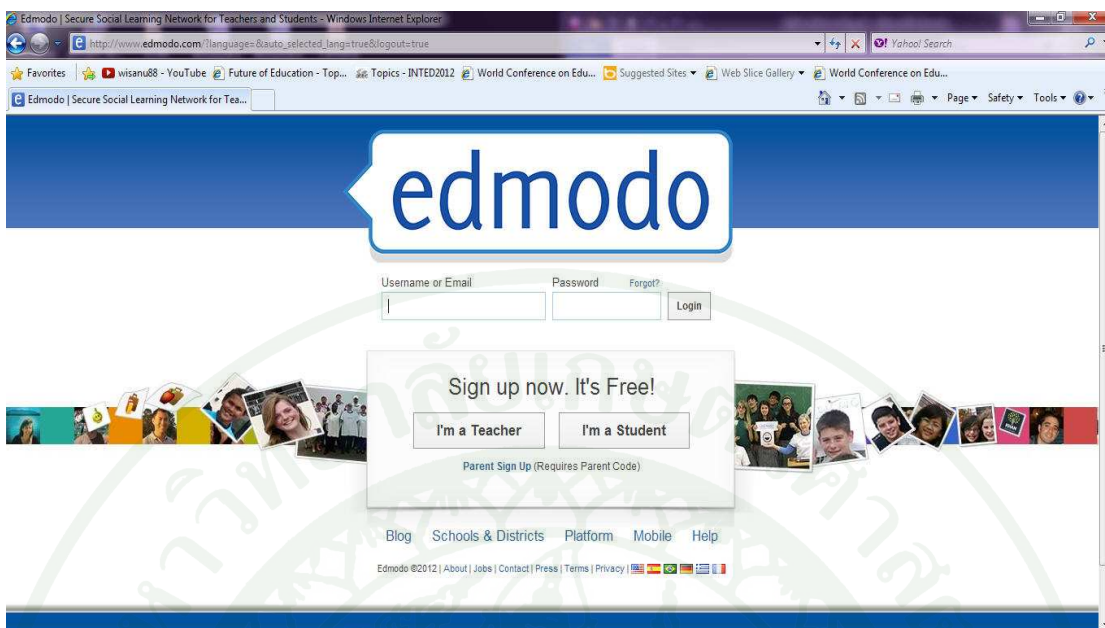 Edmodo | Secure Social Learning Network for Teachers and Students - Windows Internet Explorer
http://www.edmodo.com/?language=&auto_selected_lang=true&logout=true
Yahoo! Search
Favorites wisanu88 - YouTube Future of Education - Top... Topics - INTED2012 World Conference on Edu... Suggested Sites Web Slice Gallery World Conference on Edu...
Edmodo | Secure Social Learning Network for Tea...
Page Safety Tools
edmodo
Username or Email Password Forgot?
Login
Sign up now. It's Free!
I'm a Teacher I'm a Student
Parent Sign Up (Requires Parent Code)
Blog Schools & Districts Platform Mobile Help
Edmodo ©2012 | About | Jobs | Contact | Press | Terms | Privacy |